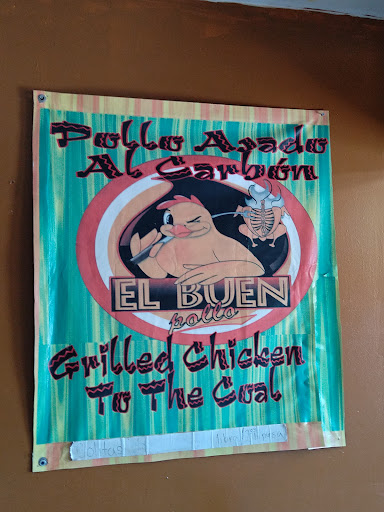 Pollo Asado
Al Carbón
EL BUEN
pollo
Grilled Chicken
To The Coal